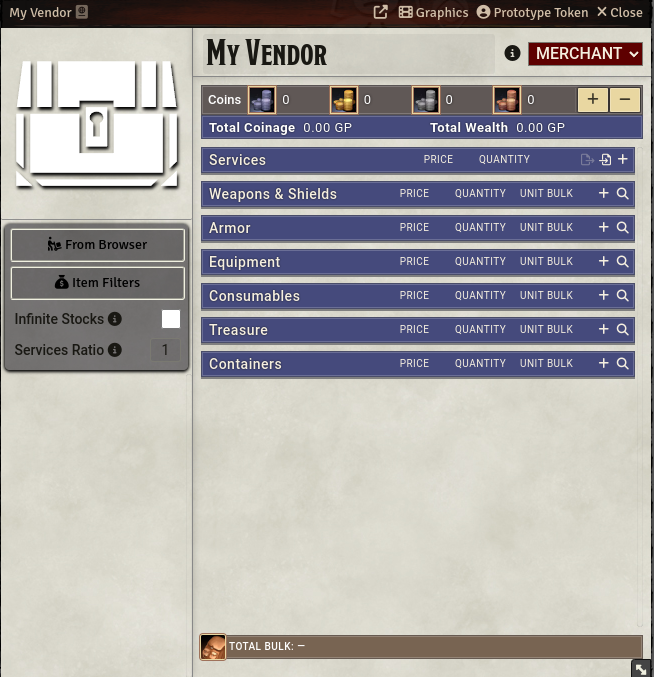 My Vendor Graphics Prototype Token Close
My Vendor MERCHANT
Coins 0 0 0 0 + −
Total Coinage 0.00 GP Total Wealth 0.00 GP
Services PRICE QUANTITY +
Weapons & Shields PRICE QUANTITY UNIT BULK +
From Browser
Armor PRICE QUANTITY UNIT BULK +
Item Filters
Equipment PRICE QUANTITY UNIT BULK +
Infinite Stocks
Consumables PRICE QUANTITY UNIT BULK +
Services Ratio 1
Treasure PRICE QUANTITY UNIT BULK +
Containers PRICE QUANTITY UNIT BULK +
TOTAL BULK: –